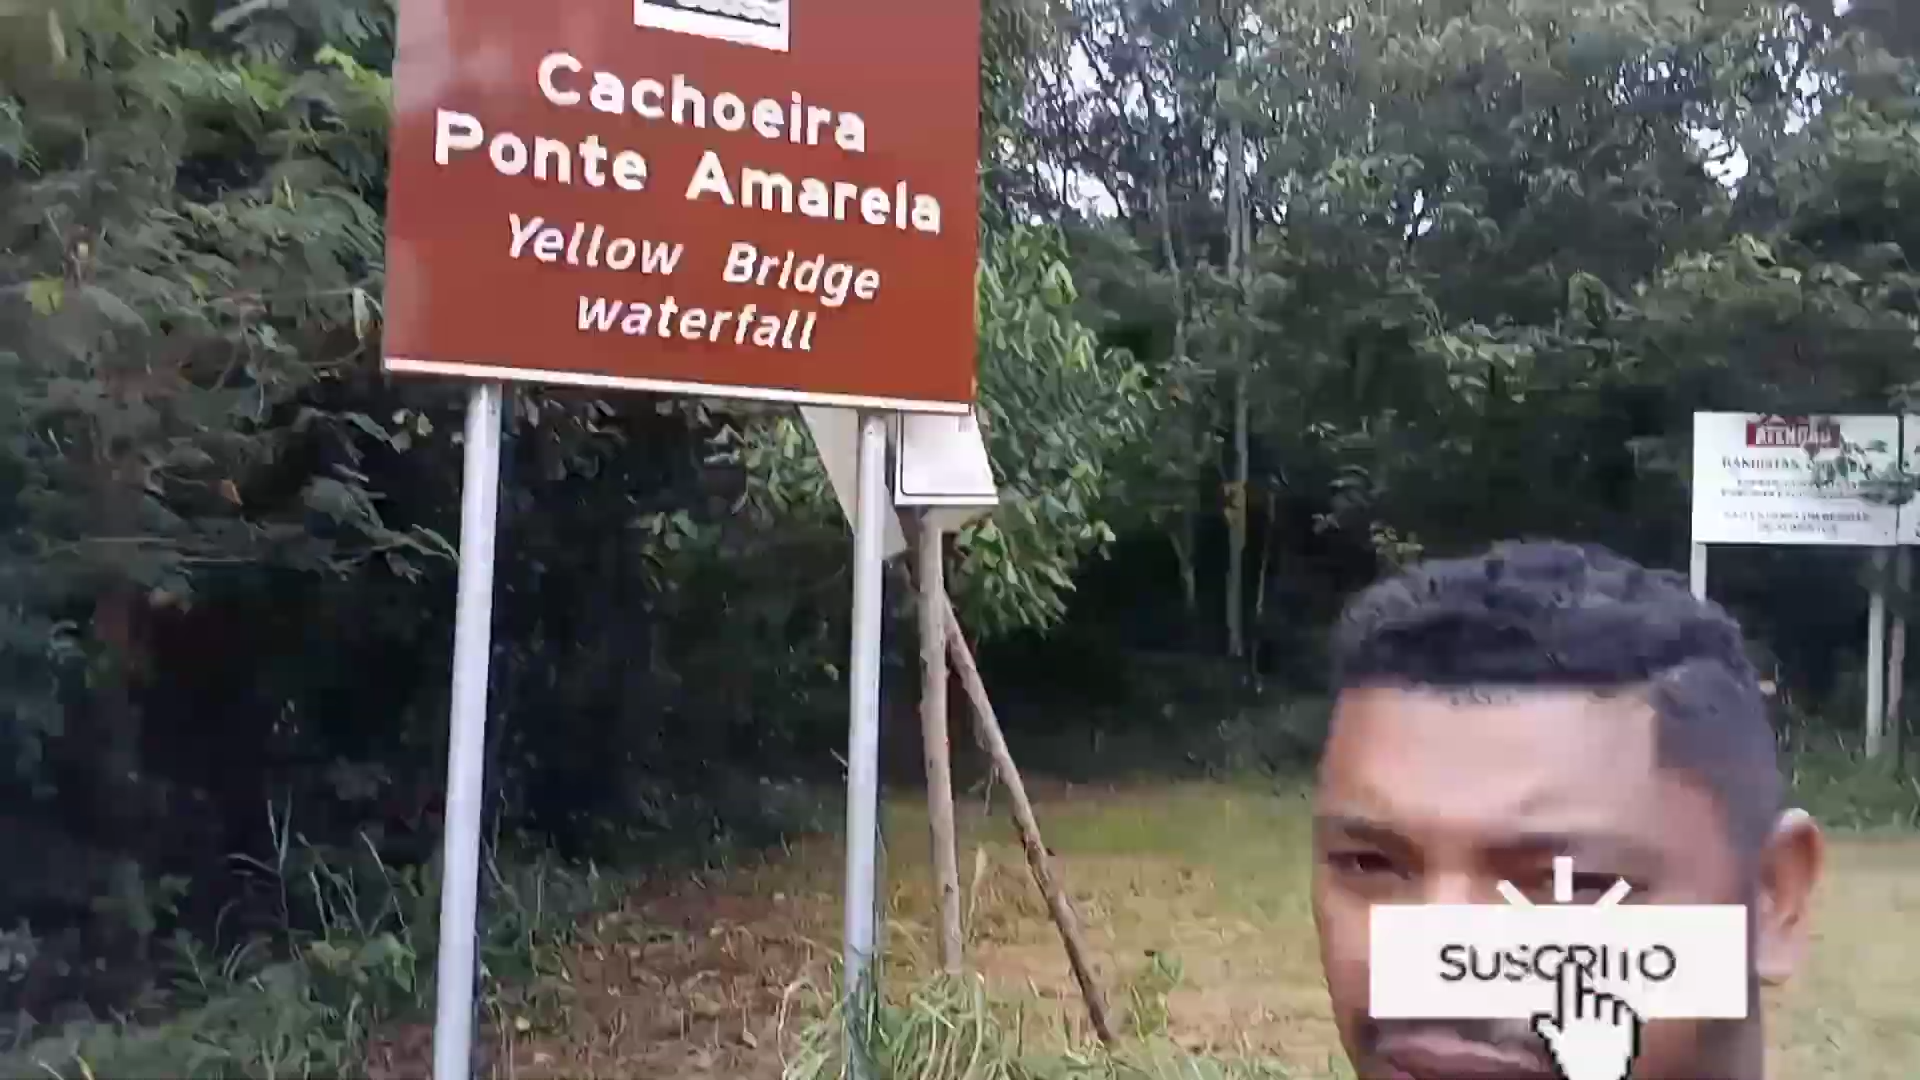 Cachoeira
Ponte Amarela
Yellow Bridge
waterfall
ATENÇÃO
SUSCRITO